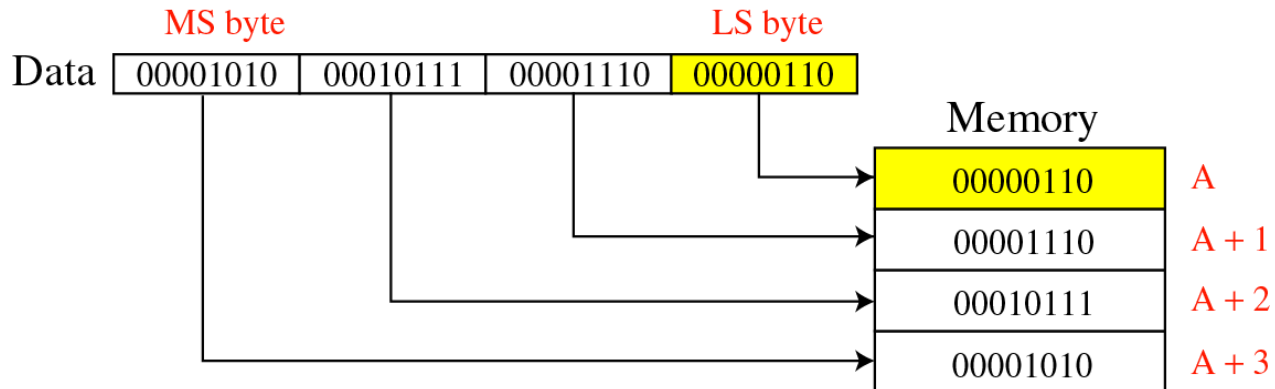 MS byte LS byte
Data 00001010 00010111 00001110 00000110
Memory
00000110 A
00001110 A + 1
00010111 A + 2
00001010 A + 3